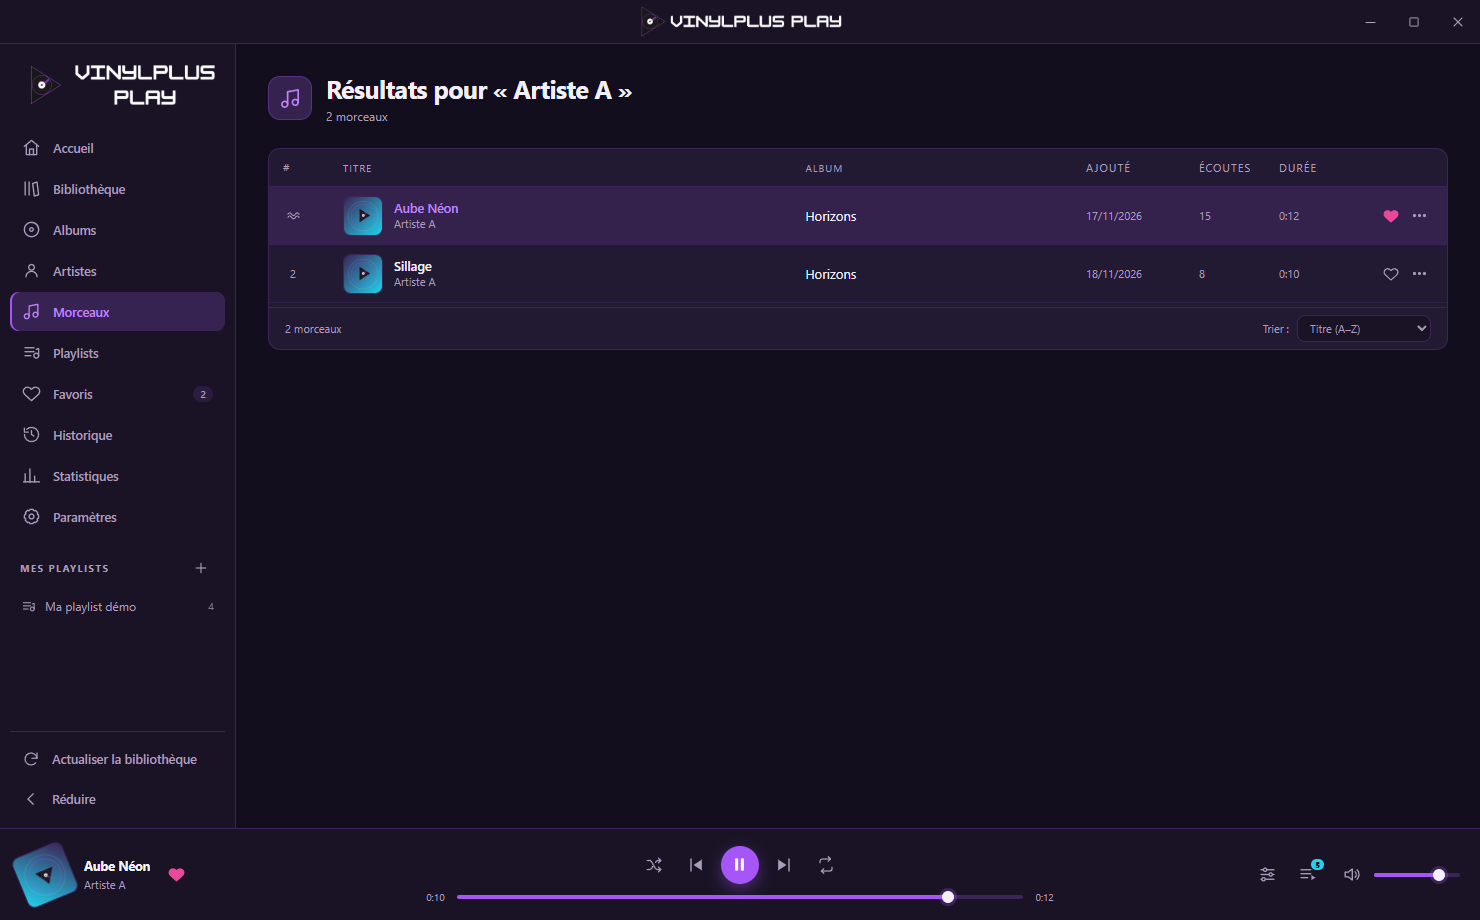 VINYLPLUS PLAY
VINYLPLUS
PLAY
Accueil
Bibliothèque
Albums
Artistes
Morceaux
Playlists
Favoris 2
Historique
Statistiques
Paramètres
MES PLAYLISTS
Ma playlist démo 4
Actualiser la bibliothèque
Réduire
Résultats pour « Artiste A »
2 morceaux
# TITRE ALBUM AJOUTÉ ÉCOUTES DURÉE
Aube Néon
Artiste A
Horizons 17/11/2026 15 0:12
2 Sillage
Artiste A
Horizons 18/11/2026 8 0:10
2 morceaux Trier : Titre (A–Z)
Aube Néon
Artiste A
0:10 0:12